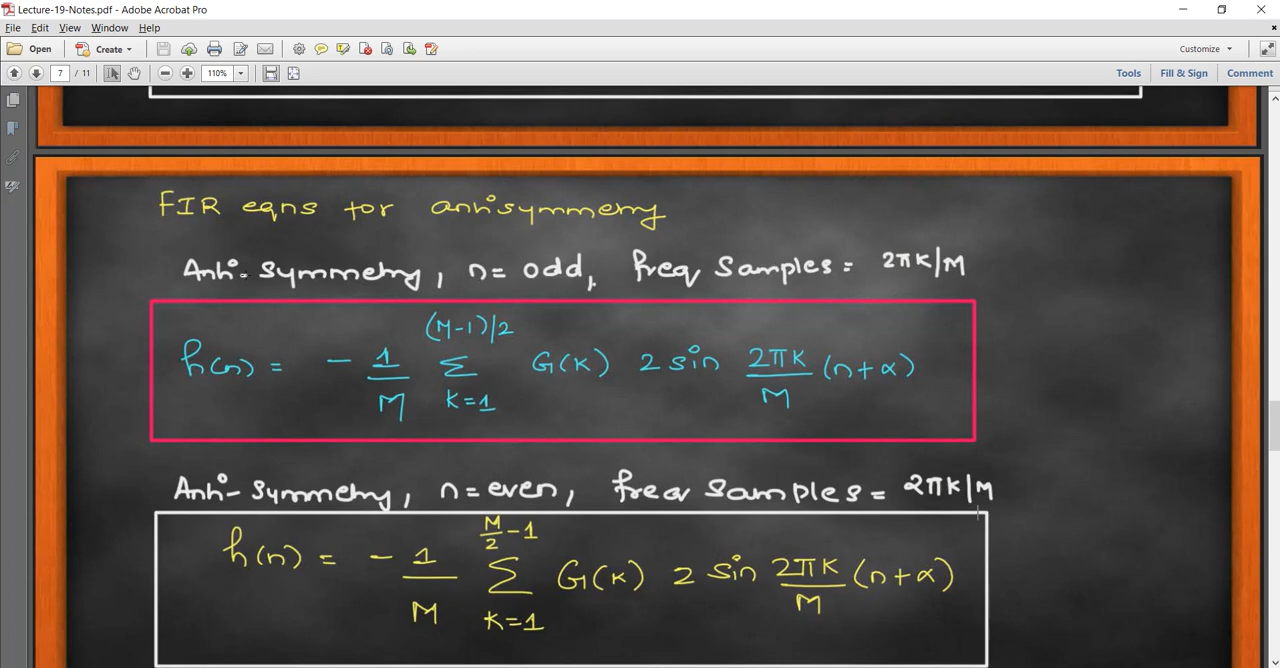 Lecture-19-Notes.pdf - Adobe Acrobat Pro
File Edit View Window Help
Open Create Customize
7 / 11 110% Tools Fill & Sign Comment
FIR eqns for antisymmetry
Anti-Symmetry, n= odd, freq Samples= 2πK/M
h(n) = - 1/M Σ_{K=1}^{(M-1)/2} G(K) 2 sin 2πK/M (n+α)
Anti-Symmetry, n=even, freq Samples= 2πK/M
h(n) = - 1/M Σ_{K=1}^{M/2-1} G(K) 2 sin 2πK/M (n+α)